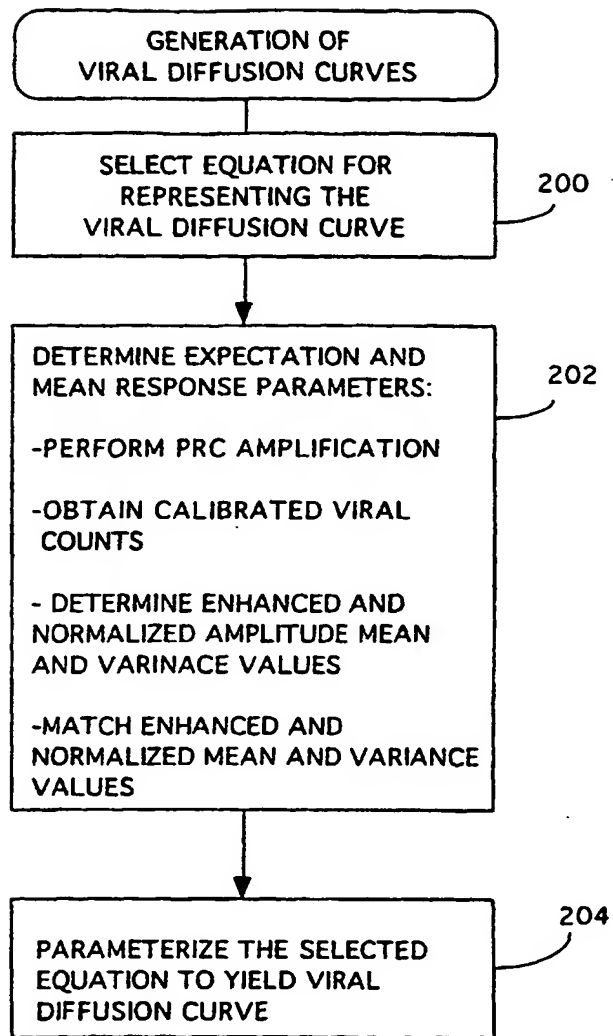 GENERATION OF
VIRAL DIFFUSION CURVES
SELECT EQUATION FOR
REPRESENTING THE
VIRAL DIFFUSION CURVE
200
DETERMINE EXPECTATION AND
MEAN RESPONSE PARAMETERS:
-PERFORM PRC AMPLIFICATION
-OBTAIN CALIBRATED VIRAL
COUNTS
- DETERMINE ENHANCED AND
NORMALIZED AMPLITUDE MEAN
AND VARINACE VALUES
-MATCH ENHANCED AND
NORMALIZED MEAN AND VARIANCE
VALUES
202
PARAMETERIZE THE SELECTED
EQUATION TO YIELD VIRAL
DIFFUSION CURVE
204